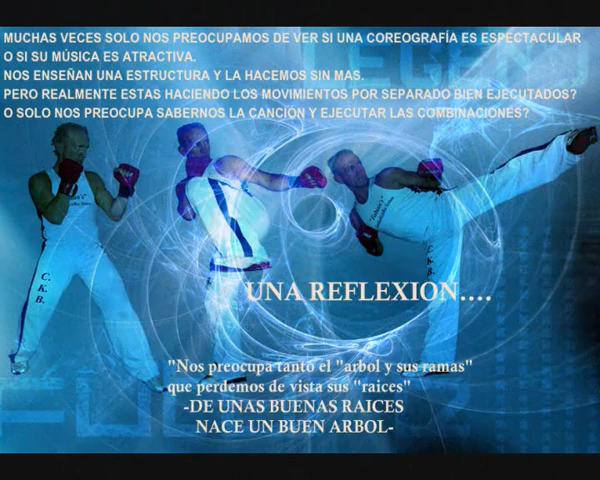 MUCHAS VECES SOLO NOS PREOCUPAMOS DE VER SI UNA COREOGRAFÍA ES ESPECTACULAR
O SI SU MÚSICA ES ATRACTIVA.
NOS ENSEÑAN UNA ESTRUCTURA Y LA HACEMOS SIN MAS.
PERO REALMENTE ESTAS HACIENDO LOS MOVIMIENTOS POR SEPARADO BIEN EJECUTADOS?
O SOLO NOS PREOCUPA SABERNOS LA CANCIÓN Y EJECUTAR LAS COMBINACIONES?
C.
K.
B.
C.
K.
B.
UNA REFLEXION....
"Nos preocupa tanto el "arbol y sus ramas"
que perdemos de vista sus "raices"
-DE UNAS BUENAS RAICES
NACE UN BUEN ARBOL-